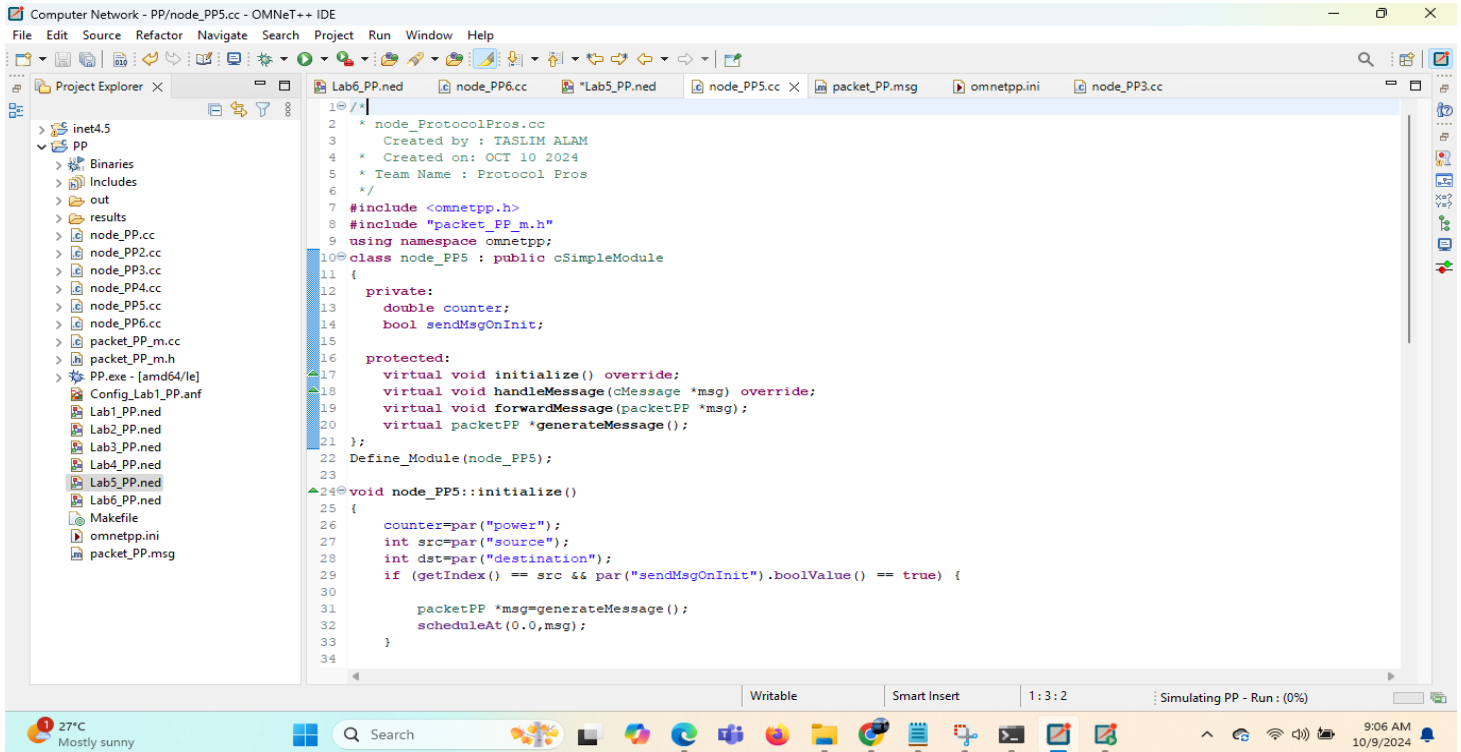 Computer Network - PP/node_PP5.cc - OMNeT++ IDE
File Edit Source Refactor Navigate Search Project Run Window Help
Project Explorer
Lab6_PP.ned node_PP6.cc *Lab5_PP.ned node_PP5.cc packet_PP.msg omnetpp.ini node_PP3.cc
inet4.5
PP
Binaries
Includes
out
results
node_PP.cc
node_PP2.cc
node_PP3.cc
node_PP4.cc
node_PP5.cc
node_PP6.cc
packet_PP_m.cc
packet_PP_m.h
PP.exe - [amd64/le]
Config_Lab1_PP.anf
Lab1_PP.ned
Lab2_PP.ned
Lab3_PP.ned
Lab4_PP.ned
Lab5_PP.ned
Lab6_PP.ned
Makefile
omnetpp.ini
packet_PP.msg
1 /*
2 * node_ProtocolPros.cc
3 Created by : TASLIM ALAM
4 * Created on: OCT 10 2024
5 * Team Name : Protocol Pros
6 */
7 #include <omnetpp.h>
8 #include "packet_PP_m.h"
9 using namespace omnetpp;
10 class node_PP5 : public cSimpleModule
11 {
12 private:
13 double counter;
14 bool sendMsgOnInit;
15
16 protected:
17 virtual void initialize() override;
18 virtual void handleMessage(cMessage *msg) override;
19 virtual void forwardMessage(packetPP *msg);
20 virtual packetPP *generateMessage();
21 };
22 Define_Module(node_PP5);
23
24 void node_PP5::initialize()
25 {
26 counter=par("power");
27 int src=par("source");
28 int dst=par("destination");
29 if (getIndex() == src && par("sendMsgOnInit").boolValue() == true) {
30
31 packetPP *msg=generateMessage();
32 scheduleAt(0.0,msg);
33 }
34
Writable Smart Insert 1 : 3 : 2 Simulating PP - Run : (0%)
1
27°C
Mostly sunny
Search
9:06 AM
10/9/2024